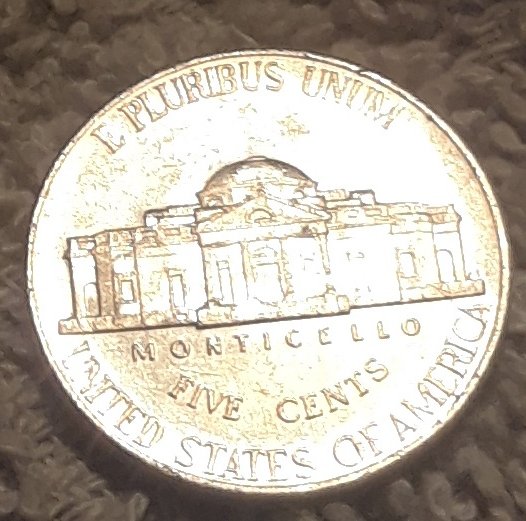 E PLURIBUS UNUM
MONTICELLO
FIVE CENTS
UNITED STATES OF AMERICA